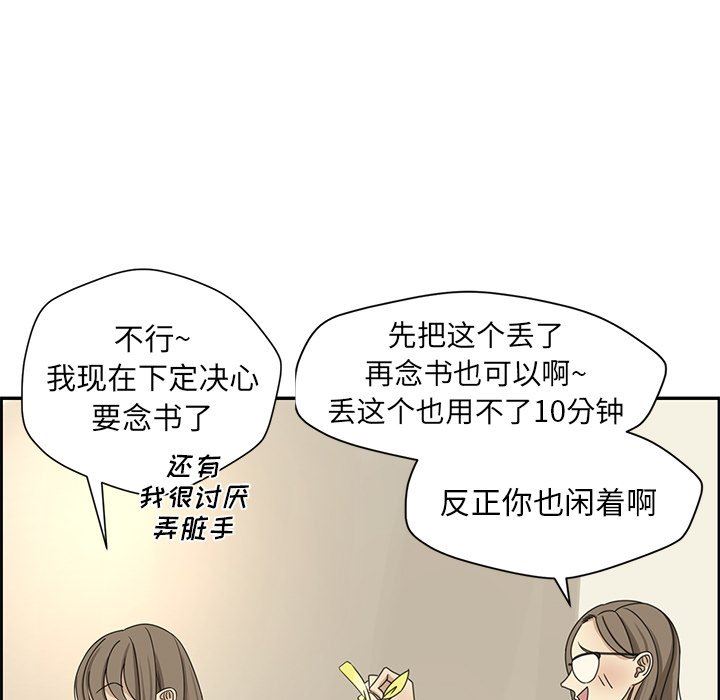 不行~
我现在下定决心
要念书了
还有
我很讨厌
弄脏手
先把这个丢了
再念书也可以啊~
丢这个也用不了10分钟
反正你也闲着啊